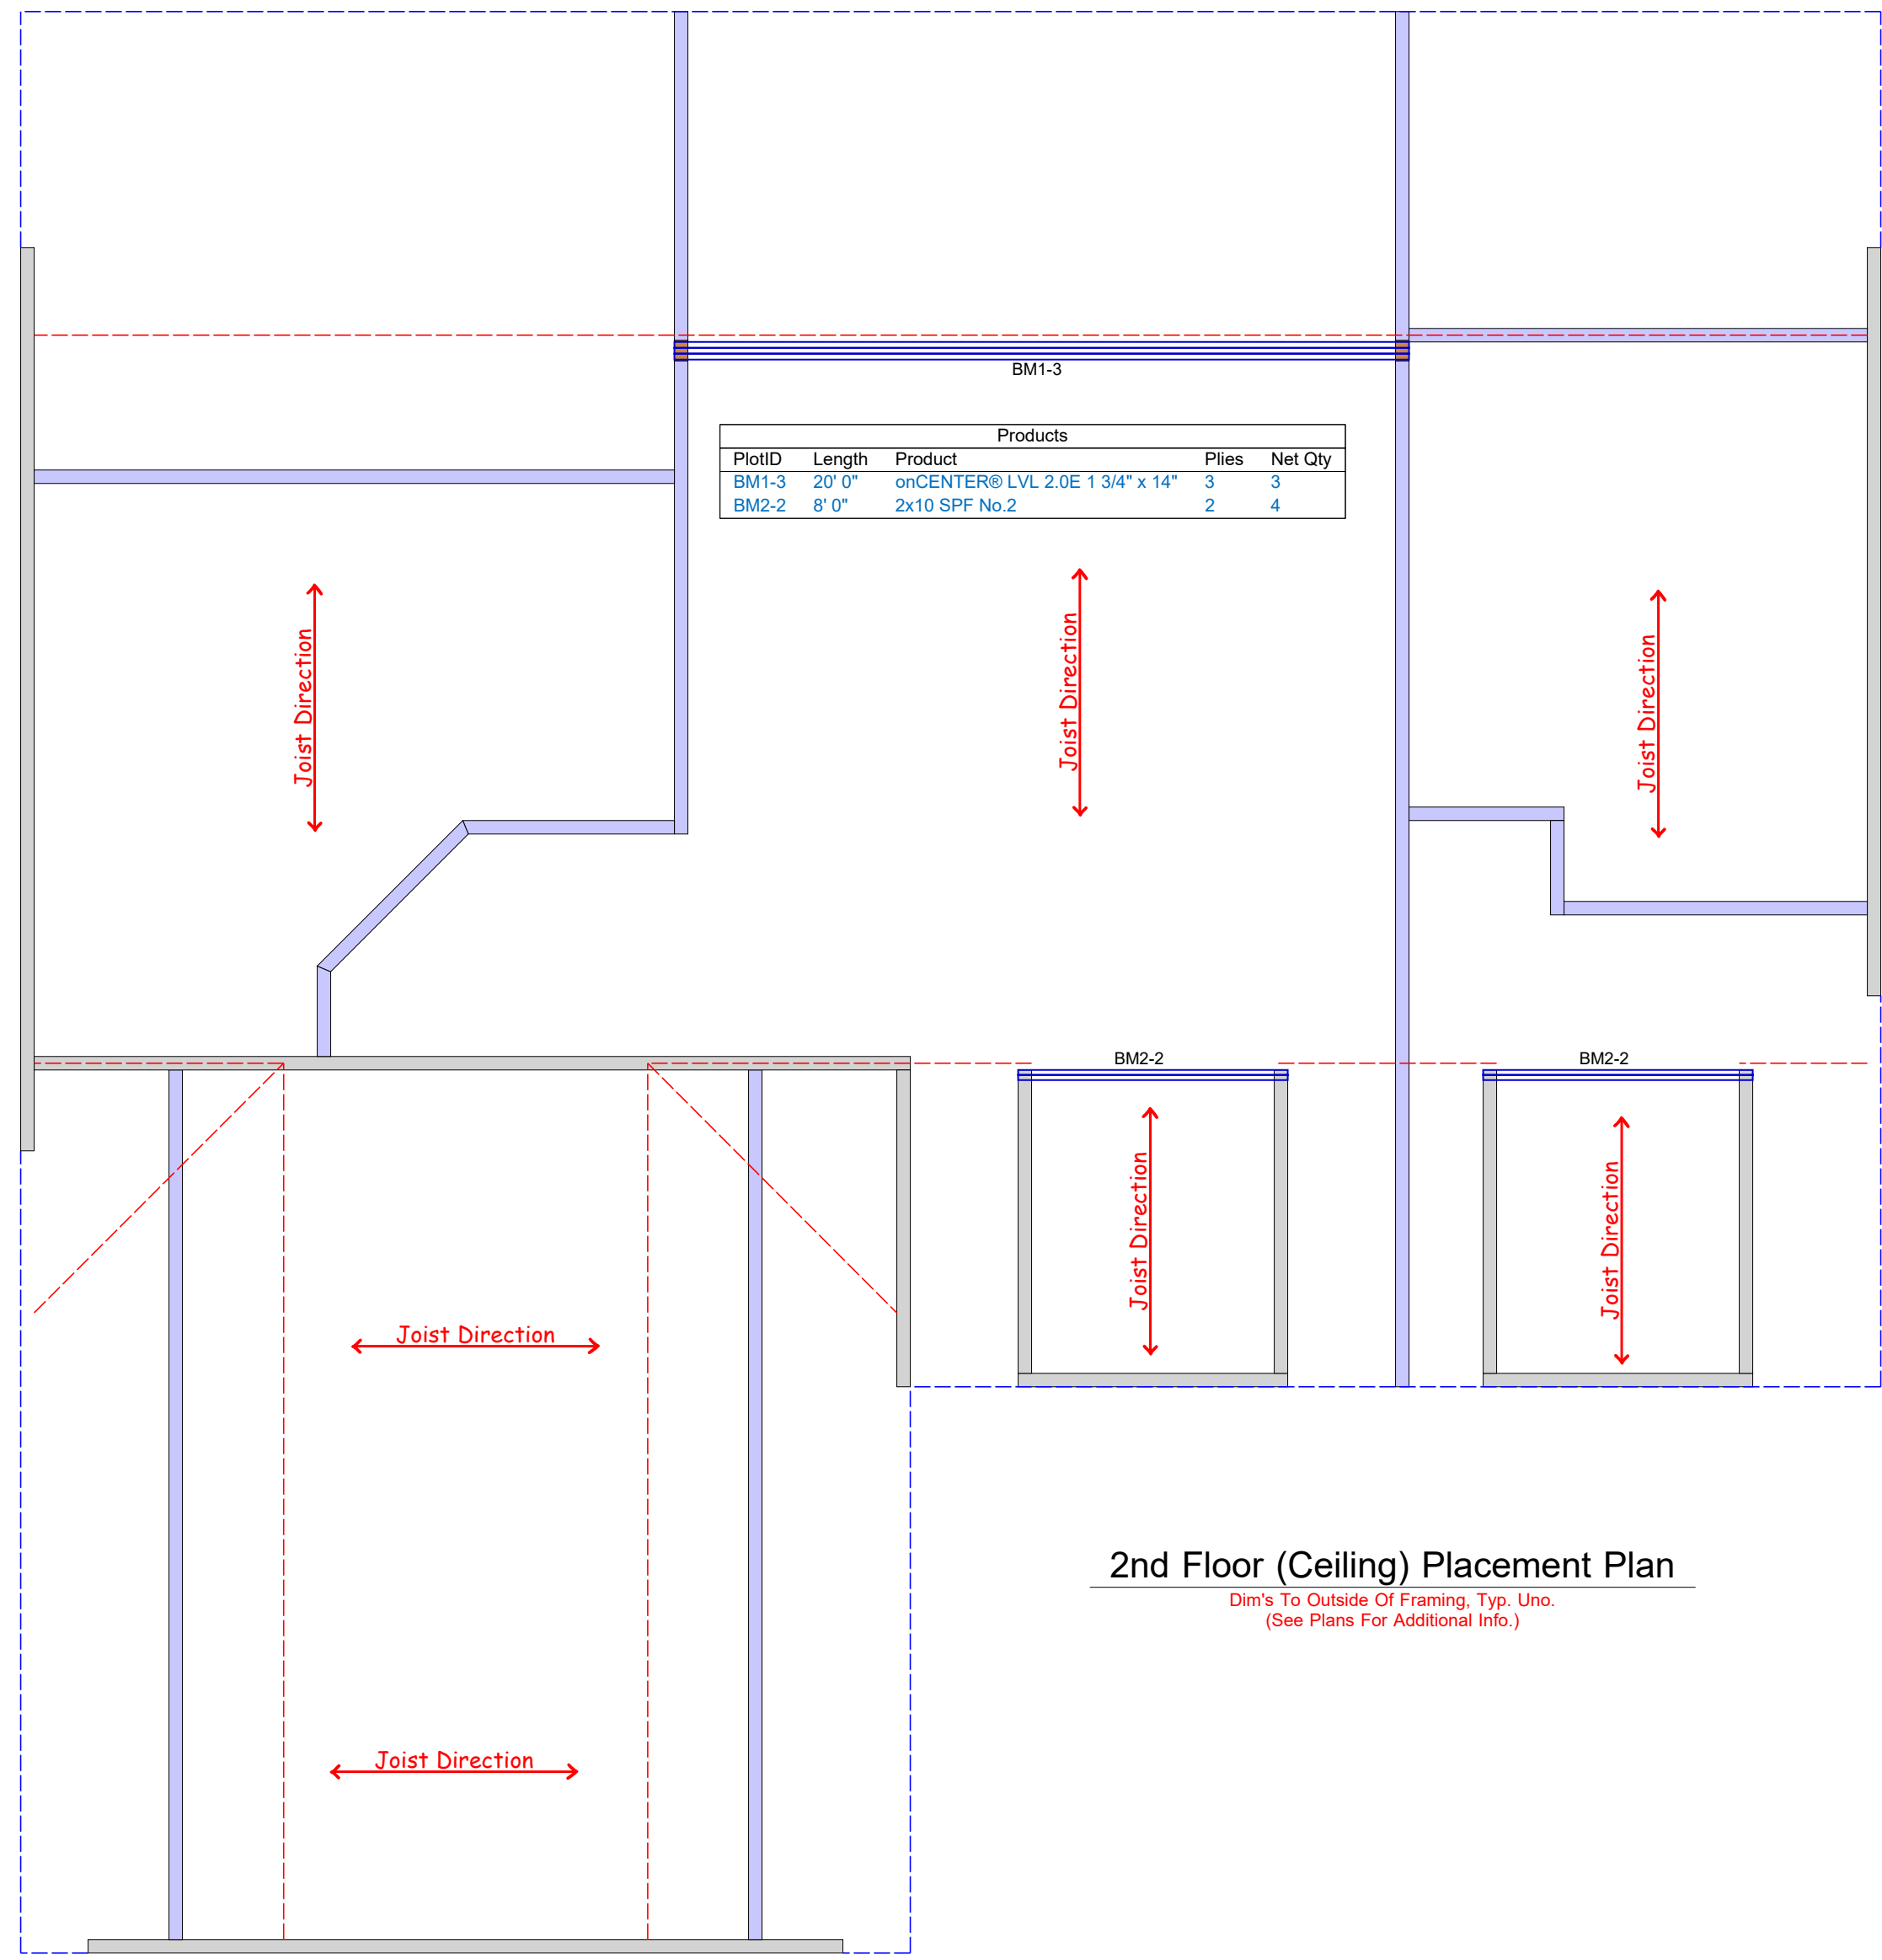 BM1-3
Products
PlotID Length Product Plies Net Qty
BM1-3 20' 0" onCENTER® LVL 2.0E 1 3/4" x 14" 3 3
BM2-2 8' 0" 2x10 SPF No.2 2 4
Joist Direction
Joist Direction
Joist Direction
BM2-2
BM2-2
Joist Direction
Joist Direction
Joist Direction
Joist Direction
2nd Floor (Ceiling) Placement Plan
Dim's To Outside Of Framing, Typ. Uno.
(See Plans For Additional Info.)